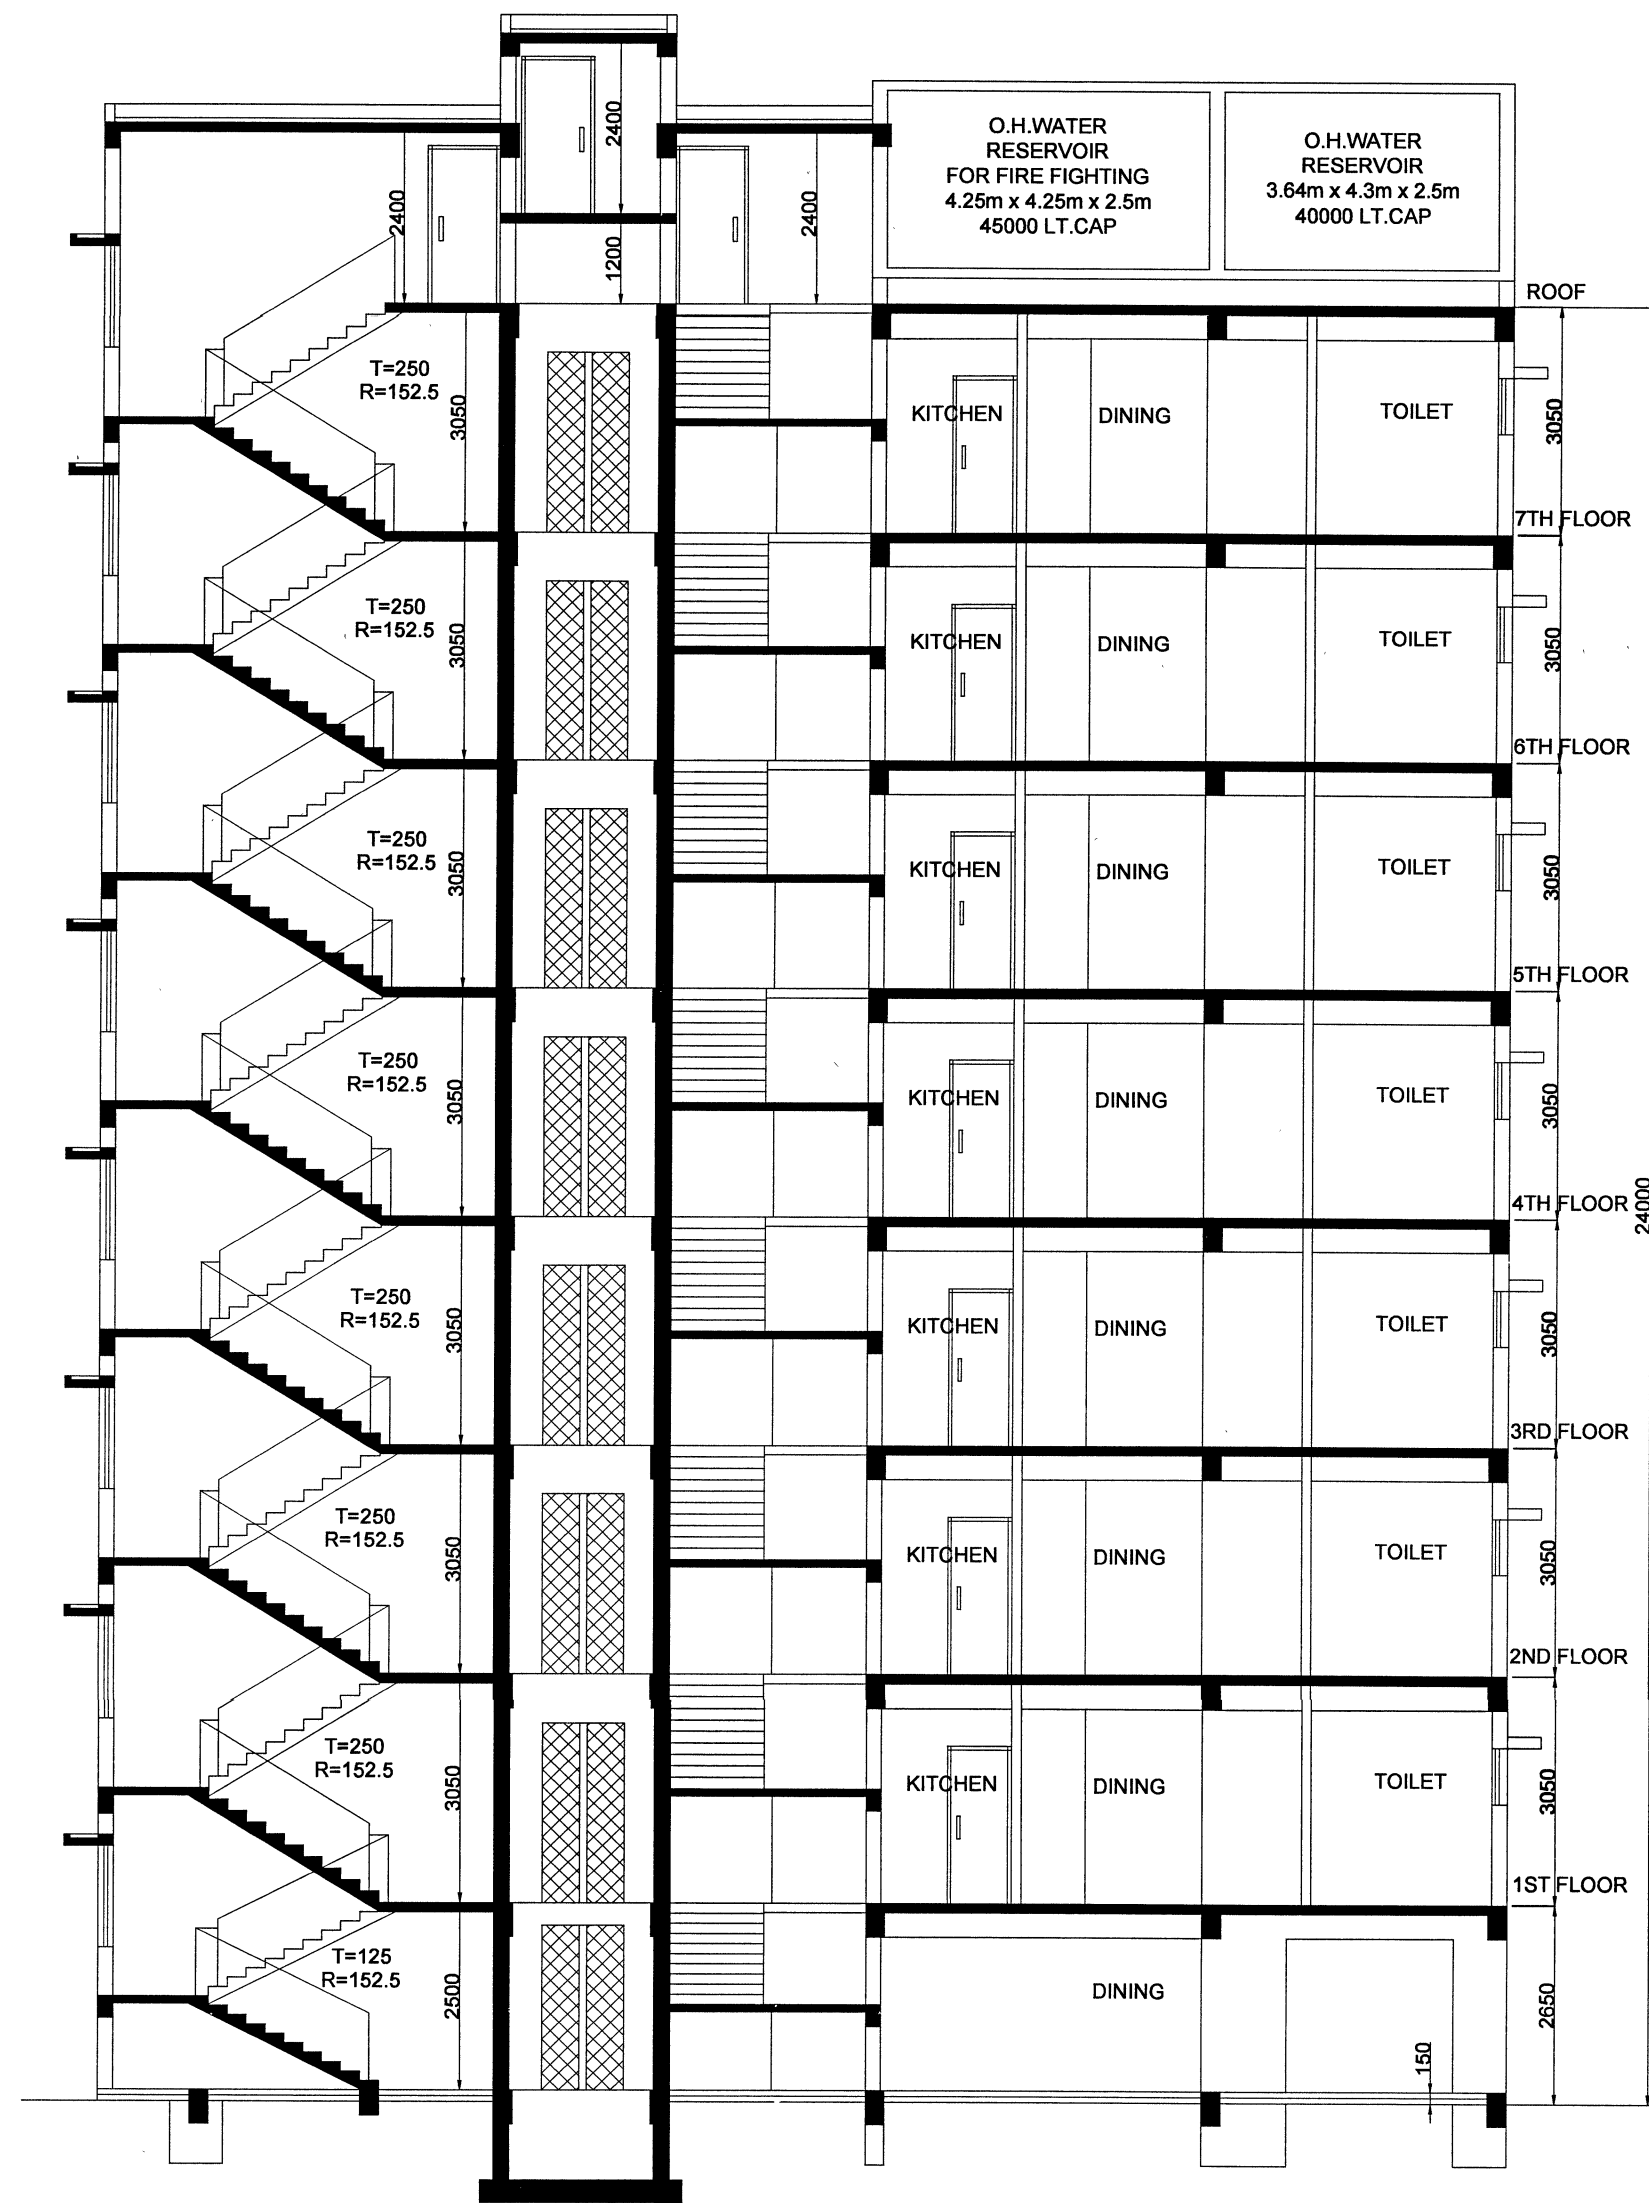 2400
O.H.WATER
RESERVOIR
FOR FIRE FIGHTING
4.25m x 4.25m x 2.5m
45000 LT.CAP
O.H.WATER
RESERVOIR
3.64m x 4.3m x 2.5m
40000 LT.CAP
2400
1200
2400
ROOF
T=250
R=152.5
3050
KITCHEN
DINING
TOILET
3050
7TH FLOOR
T=250
R=152.5
3050
KITCHEN
DINING
TOILET
3050
6TH FLOOR
T=250
R=152.5
3050
KITCHEN
DINING
TOILET
3050
5TH FLOOR
T=250
R=152.5
3050
KITCHEN
DINING
TOILET
3050
4TH FLOOR
24000
T=250
R=152.5
3050
KITCHEN
DINING
TOILET
3050
3RD FLOOR
T=250
R=152.5
3050
KITCHEN
DINING
TOILET
3050
2ND FLOOR
T=250
R=152.5
3050
KITCHEN
DINING
TOILET
3050
1ST FLOOR
T=125
R=152.5
2500
DINING
2650
150